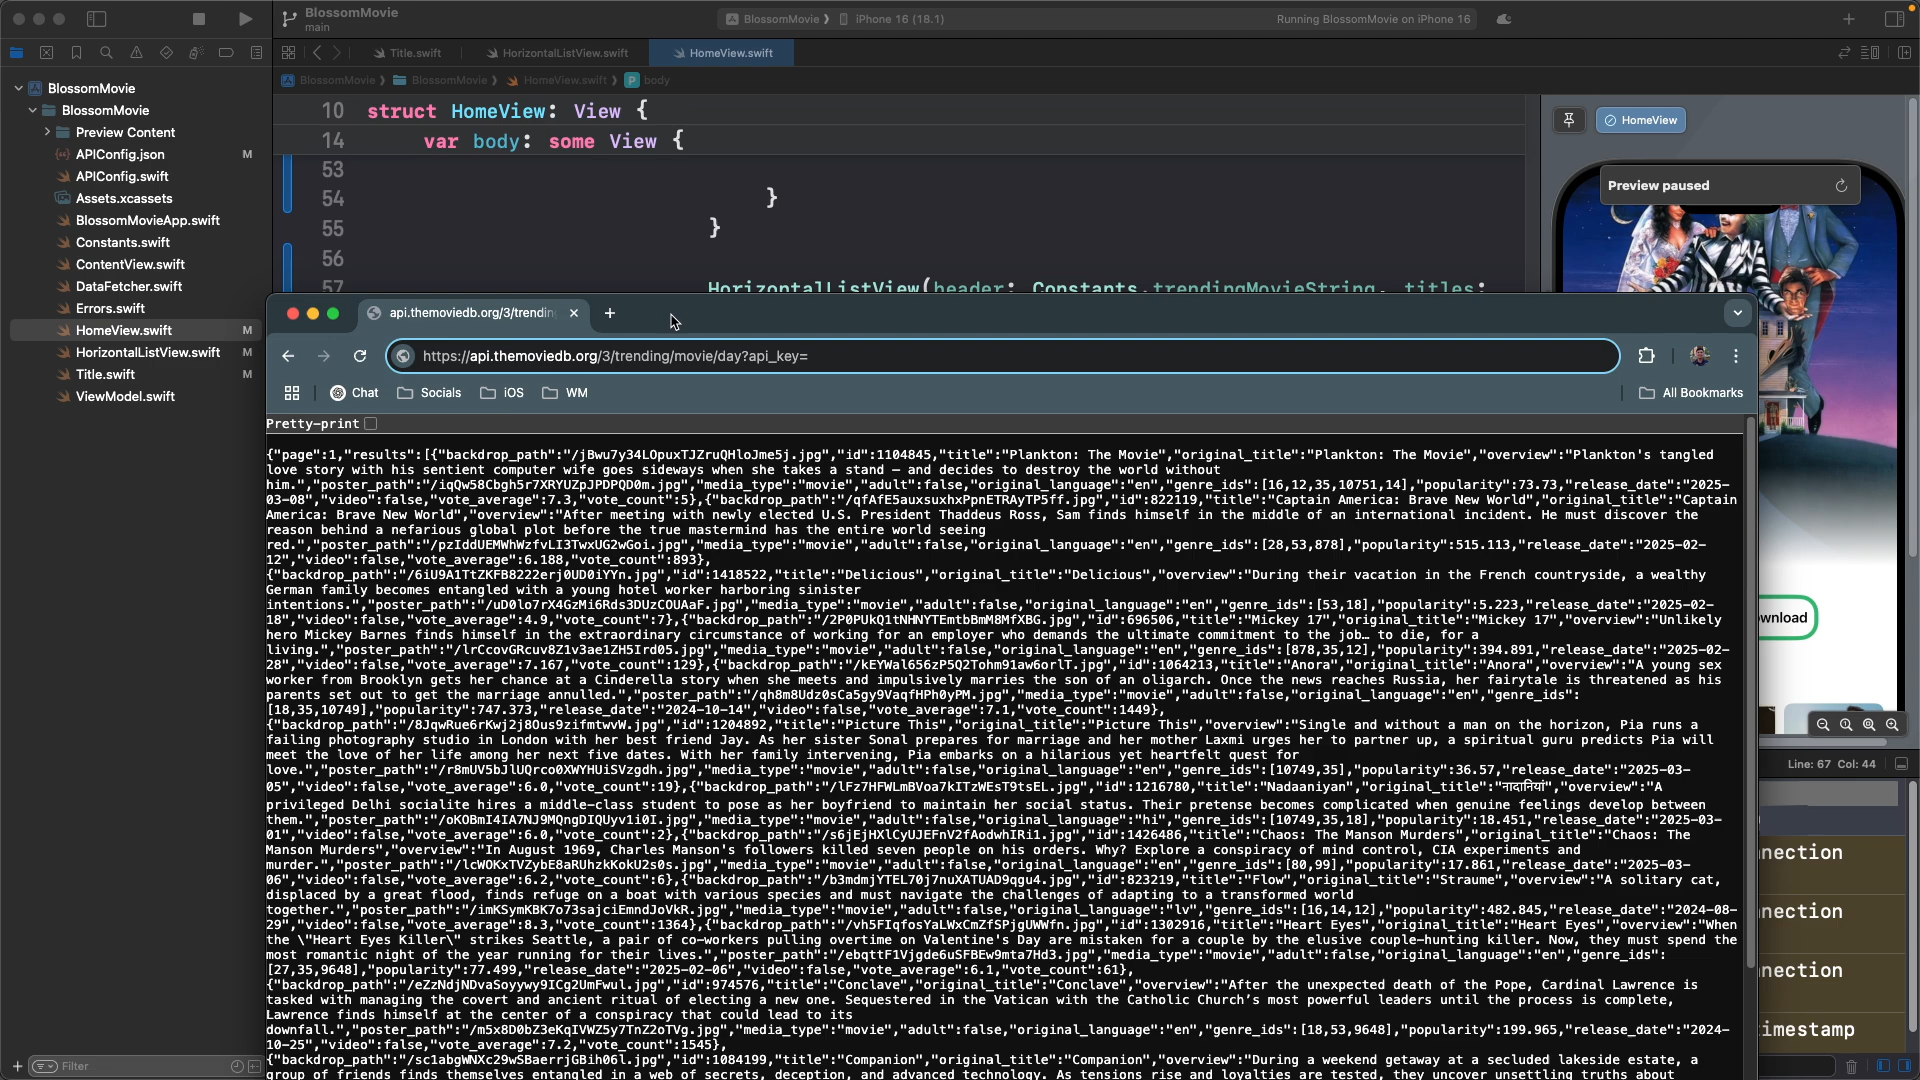 BlossomMovie
main
BlossomMovie
iPhone 16 (18.1)
Running BlossomMovie on iPhone 16
Title.swift
HorizontalListView.swift
HomeView.swift
BlossomMovie
BlossomMovie
HomeView.swift
body
BlossomMovie
BlossomMovie
Preview Content
APIConfig.json M
APIConfig.swift
Assets.xcassets
BlossomMovieApp.swift
Constants.swift
ContentView.swift
DataFetcher.swift
Errors.swift
HomeView.swift M
HorizontalListView.swift M
Title.swift M
ViewModel.swift
Filter
10 struct HomeView: View {
14 var body: some View {
53
54 }
55 }
56
57 HorizontalListView(header: Constants.trendingMovieString, titles:
HomeView
Preview paused
api.themoviedb.org/3/trendin
https://api.themoviedb.org/3/trending/movie/day?api_key=
Chat
Socials
iOS
WM
All Bookmarks
Pretty-print
{"page":1,"results":[{"backdrop_path":"/jBwu7y34LOpuxTJZruQHloJme5j.jpg","id":1104845,"title":"Plankton: The Movie","original_title":"Plankton: The Movie","overview":"Plankton's tangled
love story with his sentient computer wife goes sideways when she takes a stand — and decides to destroy the world without
him.","poster_path":"/iqQw58Cbgh5r7XRYUZpJPDPQD0m.jpg","media_type":"movie","adult":false,"original_language":"en","genre_ids":[16,12,35,10751,14],"popularity":73.73,"release_date":"2025-
03-08","video":false,"vote_average":7.3,"vote_count":5},{"backdrop_path":"/qfAfE5auxsuxhxPpnETRAyTP5ff.jpg","id":822119,"title":"Captain America: Brave New World","original_title":"Captain
America: Brave New World","overview":"After meeting with newly elected U.S. President Thaddeus Ross, Sam finds himself in the middle of an international incident. He must discover the
reason behind a nefarious global plot before the true mastermind has the entire world seeing
red.","poster_path":"/pzIddUEMWhWzfvLI3TwxUG2wGoi.jpg","media_type":"movie","adult":false,"original_language":"en","genre_ids":[28,53,878],"popularity":515.113,"release_date":"2025-02-
12","video":false,"vote_average":6.188,"vote_count":893},
{"backdrop_path":"/6iU9A1TtZKFB8222erj0UD0iYYn.jpg","id":1418522,"title":"Delicious","original_title":"Delicious","overview":"During their vacation in the French countryside, a wealthy
German family becomes entangled with a young hotel worker harboring sinister
intentions.","poster_path":"/uD0lo7rX4GzMi6Rds3DUzCOUAaF.jpg","media_type":"movie","adult":false,"original_language":"en","genre_ids":[53,18],"popularity":5.223,"release_date":"2025-02-
18","video":false,"vote_average":4.9,"vote_count":7},{"backdrop_path":"/2P0PUkQ1tNHNYTEmtbBmM8MfXBG.jpg","id":696506,"title":"Mickey 17","original_title":"Mickey 17","overview":"Unlikely
hero Mickey Barnes finds himself in the extraordinary circumstance of working for an employer who demands the ultimate commitment to the job… to die, for a
living.","poster_path":"/lrCcovGRcuv8Z1v3ae1ZH5Ird05.jpg","media_type":"movie","adult":false,"original_language":"en","genre_ids":[878,35,12],"popularity":394.891,"release_date":"2025-02-
28","video":false,"vote_average":7.167,"vote_count":129},{"backdrop_path":"/kEYWal656zP5Q2Tohm91aw6orlT.jpg","id":1064213,"title":"Anora","original_title":"Anora","overview":"A young sex
worker from Brooklyn gets her chance at a Cinderella story when she meets and impulsively marries the son of an oligarch. Once the news reaches Russia, her fairytale is threatened as his
parents set out to get the marriage annulled.","poster_path":"/qh8m8Udz0sCa5gy9VaqfHPh0yPM.jpg","media_type":"movie","adult":false,"original_language":"en","genre_ids":
[18,35,10749],"popularity":747.373,"release_date":"2024-10-14","video":false,"vote_average":7.1,"vote_count":1449},
{"backdrop_path":"/8JqwRue6rKwj2j8Ous9zifmtwvW.jpg","id":1204892,"title":"Picture This","original_title":"Picture This","overview":"Single and without a man on the horizon, Pia runs a
failing photography studio in London with her best friend Jay. As her sister Sonal prepares for marriage and her mother Laxmi urges her to partner up, a spiritual guru predicts Pia will
meet the love of her life among her next five dates. With her family intervening, Pia embarks on a hilarious yet heartfelt quest for
love.","poster_path":"/r8mUV5bJlUQrco0XWYHUiSVzgdh.jpg","media_type":"movie","adult":false,"original_language":"en","genre_ids":[10749,35],"popularity":36.57,"release_date":"2025-03-
05","video":false,"vote_average":6.0,"vote_count":19},{"backdrop_path":"/lFz7HFWLmBVoa7kITzWEsT9tsEL.jpg","id":1216780,"title":"Nadaaniyan","original_title":"नादानियां","overview":"A
privileged Delhi socialite hires a middle-class student to pose as her boyfriend to maintain her social status. Their pretense becomes complicated when genuine feelings develop between
them.","poster_path":"/oKOBmI4IA7NJ9MQngDIQUyv1i0I.jpg","media_type":"movie","adult":false,"original_language":"hi","genre_ids":[10749,35,18],"popularity":18.451,"release_date":"2025-03-
01","video":false,"vote_average":6.0,"vote_count":2},{"backdrop_path":"/s6jEjHXlCyUJEFnV2fAodwhIRi1.jpg","id":1426486,"title":"Chaos: The Manson Murders","original_title":"Chaos: The
Manson Murders","overview":"In August 1969, Charles Manson's followers killed seven people on his orders. Why? Explore a conspiracy of mind control, CIA experiments and
murder.","poster_path":"/lcWOKxTVZybE8aRUhzkKokU2s0s.jpg","media_type":"movie","adult":false,"original_language":"en","genre_ids":[80,99],"popularity":17.861,"release_date":"2025-03-
06","video":false,"vote_average":6.2,"vote_count":6},{"backdrop_path":"/b3mdmjYTEL70j7nuXATUAD9qgu4.jpg","id":823219,"title":"Flow","original_title":"Straume","overview":"A solitary cat,
displaced by a great flood, finds refuge on a boat with various species and must navigate the challenges of adapting to a transformed world
together.","poster_path":"/imKSymKBK7o73sajciEmndJoVkR.jpg","media_type":"movie","adult":false,"original_language":"lv","genre_ids":[16,14,12],"popularity":482.845,"release_date":"2024-08-
29","video":false,"vote_average":8.3,"vote_count":1364},{"backdrop_path":"/vh5FIqfosYaLWxCmZfSPjgUWWfn.jpg","id":1302916,"title":"Heart Eyes","original_title":"Heart Eyes","overview":"When
the \"Heart Eyes Killer\" strikes Seattle, a pair of co-workers pulling overtime on Valentine's Day are mistaken for a couple by the elusive couple-hunting killer. Now, they must spend the
most romantic night of the year running for their lives.","poster_path":"/ebqttF1Vjgde6uSFBEw9mta7Hd3.jpg","media_type":"movie","adult":false,"original_language":"en","genre_ids":
[27,35,9648],"popularity":77.499,"release_date":"2025-02-06","video":false,"vote_average":6.1,"vote_count":61},
{"backdrop_path":"/eZzNdjNDvaSoyywy9ICg2UmFwul.jpg","id":974576,"title":"Conclave","original_title":"Conclave","overview":"After the unexpected death of the Pope, Cardinal Lawrence is
tasked with managing the covert and ancient ritual of electing a new one. Sequestered in the Vatican with the Catholic Church's most powerful leaders until the process is complete,
Lawrence finds himself at the center of a conspiracy that could lead to its
downfall.","poster_path":"/m5x8D0bZ3eKqIVWZ5y7TnZ2oTVg.jpg","media_type":"movie","adult":false,"original_language":"en","genre_ids":[18,53,9648],"popularity":199.965,"release_date":"2024-
10-25","video":false,"vote_average":7.2,"vote_count":1545},
{"backdrop_path":"/sc1abgWNXc29wSBaerrjGBih06l.jpg","id":1084199,"title":"Companion","original_title":"Companion","overview":"During a weekend getaway at a secluded lakeside estate, a
group of friends finds themselves entangled in a web of secrets, deception, and advanced technology. As tensions rise and loyalties are tested, they uncover unsettling truths about
wnload
Line: 67 Col: 44
nection
nection
nection
timestamp